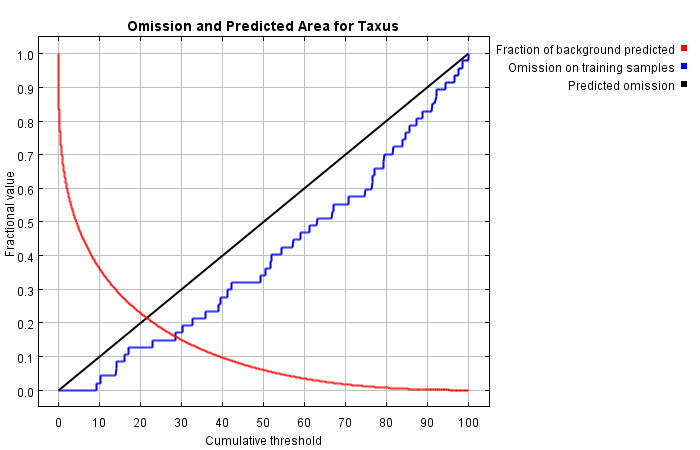 Omission and Predicted Area for Taxus
Fraction of background predicted
Omission on training samples
Predicted omission
Fractional value
1.0
0.9
0.8
0.7
0.6
0.5
0.4
0.3
0.2
0.1
0.0
0 10 20 30 40 50 60 70 80 90 100
Cumulative threshold